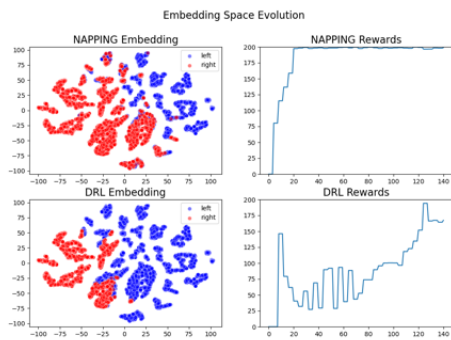 Embedding Space Evolution
NAPPING Embedding
NAPPING Rewards
100
75
50
25
0
−25
−50
−75
−100
left
right
−100 −75 −50 −25 0 25 50 75 100
200
175
150
125
100
75
50
25
0
0 20 40 60 80 100 120 140
DRL Embedding
DRL Rewards
100
75
50
25
0
−25
−50
−75
−100
left
right
−100 −75 −50 −25 0 25 50 75 100
200
175
150
125
100
75
50
25
0
0 20 40 60 80 100 120 140